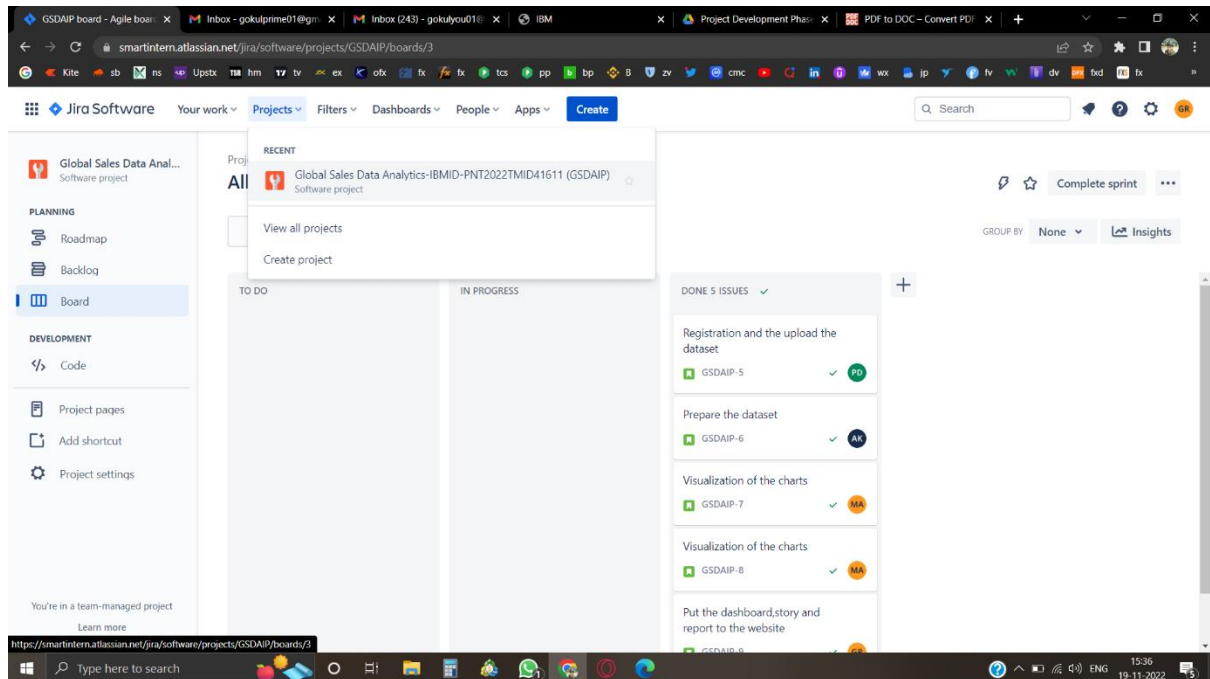 GSDAIP board - Agile board
Inbox - gokulprime01@gm
Inbox (243) - gokulyou01@
IBM
Project Development Phase
PDF to DOC – Convert PDF
smartintern.atlassian.net/jira/software/projects/GSDAIP/boards/3
Kite sb ns Upstx hm tv ex ofx fx fx tcs pp bp B zv cmc wx jp fv dv fxd fx
Jira Software Your work Projects Filters Dashboards People Apps Create Search GR
Global Sales Data Anal...
Software project
PLANNING
Roadmap
Backlog
Board
DEVELOPMENT
Code
Project pages
Add shortcut
Project settings
You're in a team-managed project
Learn more
https://smartintern.atlassian.net/jira/software/projects/GSDAIP/boards/3
Proj
All
RECENT
Global Sales Data Analytics-IBMID-PNT2022TMID41611 (GSDAIP)
Software project
View all projects
Create project
Complete sprint
GROUP BY None Insights
TO DO
IN PROGRESS
DONE 5 ISSUES
Registration and the upload the
dataset
GSDAIP-5 PD
Prepare the dataset
GSDAIP-6 AK
Visualization of the charts
GSDAIP-7 MA
Visualization of the charts
GSDAIP-8 MA
Put the dashboard,story and
report to the website
GSDAIP-9 GR
Type here to search
ENG
15:36
19-11-2022